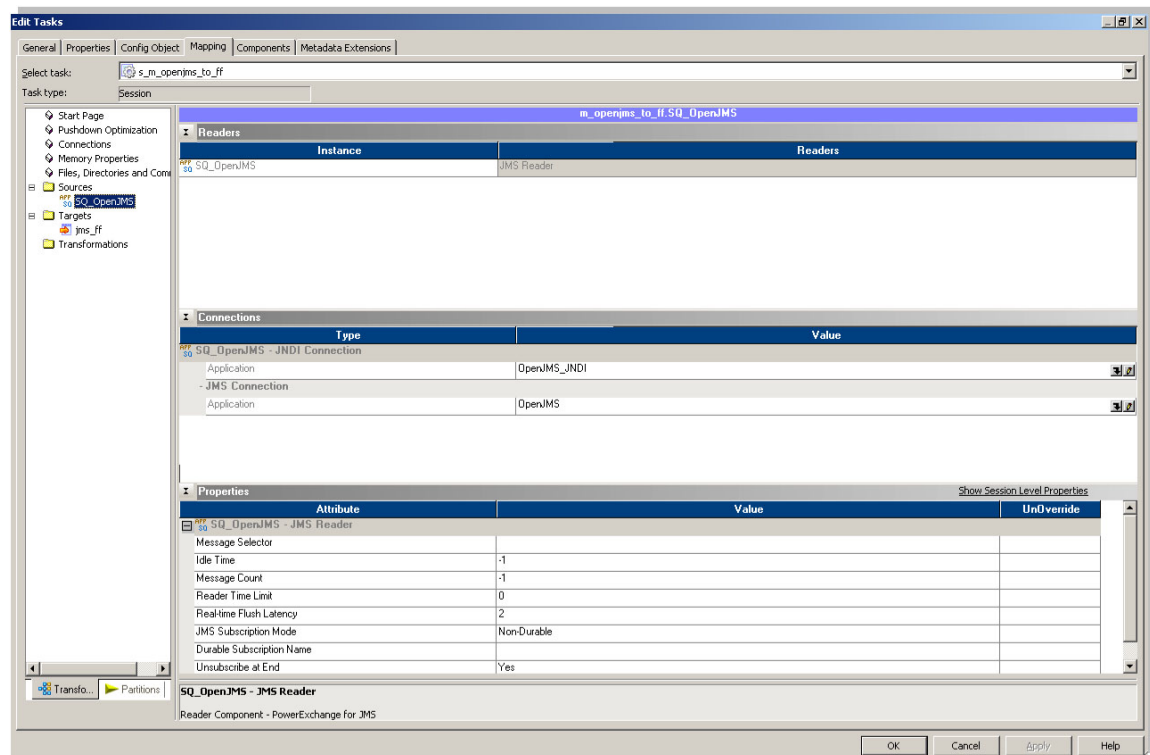 Edit Tasks
General Properties Config Object Mapping Components Metadata Extensions
Select task: s_m_openjms_to_ff
Task type: Session
Start Page
Pushdown Optimization
Connections
Memory Properties
Files, Directories and Com
Sources
SQ_OpenJMS
Targets
jms_ff
Transformations
Transfo... Partitions
m_openjms_to_ff.SQ_OpenJMS
Readers
Instance Readers
SQ_OpenJMS JMS Reader
Connections
Type Value
SQ_OpenJMS - JNDI Connection
Application OpenJMS_JNDI
- JMS Connection
Application OpenJMS
Properties Show Session Level Properties
Attribute Value UnOverride
SQ_OpenJMS - JMS Reader
Message Selector
Idle Time -1
Message Count -1
Reader Time Limit 0
Real-time Flush Latency 2
JMS Subscription Mode Non-Durable
Durable Subscription Name
Unsubscribe at End Yes
SQ_OpenJMS - JMS Reader
Reader Component - PowerExchange for JMS
OK Cancel Apply Help